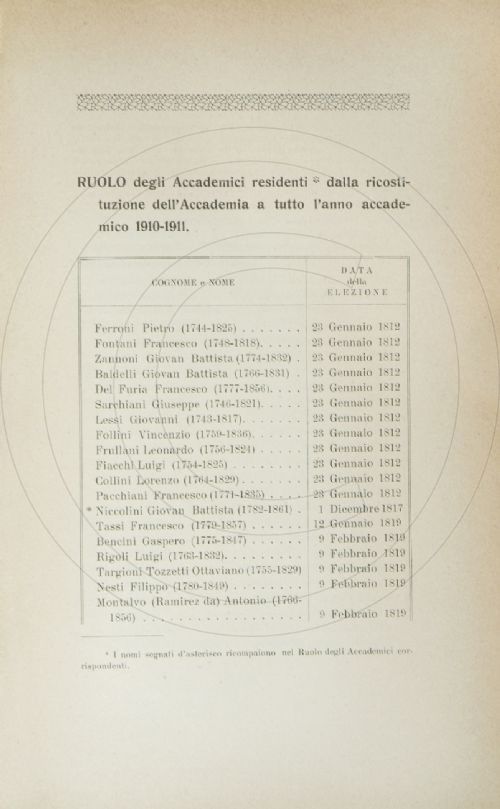 RUOLO degli Accademici residenti * dalla ricosti-
tuzione dell'Accademia a tutto l'anno accade-
mico 1910-1911.
COGNOME e NOME
DATA
della
ELEZIONE
Ferroni Pietro (1744-1825) . . . . . . . 23 Gennaio 1812
Fontani Francesco (1748-1818). . . . . 23 Gennaio 1812
Zannoni Giovan Battista (1774-1832) . 23 Gennaio 1812
Baldelli Giovan Battista (1766-1831) . 23 Gennaio 1812
Del Furia Francesco (1777-1856). . . . 23 Gennaio 1812
Sarchiani Giuseppe (1746-1821). . . . . 23 Gennaio 1812
Lessi Giovanni (1743-1817). . . . . . . 23 Gennaio 1812
Follini Vincenzio (1759-1836). . . . . . 23 Gennaio 1812
Frullani Leonardo (1756-1824) . . . . . 23 Gennaio 1812
Fiacchi Luigi (1754-1825) . . . . . . . . 23 Gennaio 1812
Collini Lorenzo (1764-1829) . . . . . . . 23 Gennaio 1812
Pacchiani Francesco (1771-1835) . . . . 23 Gennaio 1812
* Niccolini Giovan Battista (1782-1861) . 1 Dicembre 1817
Tassi Francesco (1779-1857) . . . . . . 12 Gennaio 1819
Bencini Gaspero (1775-1847) . . . . . . 9 Febbraio 1819
Rigoli Luigi (1763-1832). . . . . . . . . 9 Febbraio 1819
Targioni Tozzetti Ottaviano (1755-1829) 9 Febbraio 1819
Nesti Filippo (1780-1849) . . . . . . . . 9 Febbraio 1819
Montalvo (Ramirez da) Antonio (1766-
1856) . . . . . . . . . . . . . . . . . . 9 Febbraio 1819
* I nomi segnati d'asterisco ricompaiono nel Ruolo degli Accademici cor-
rispondenti.